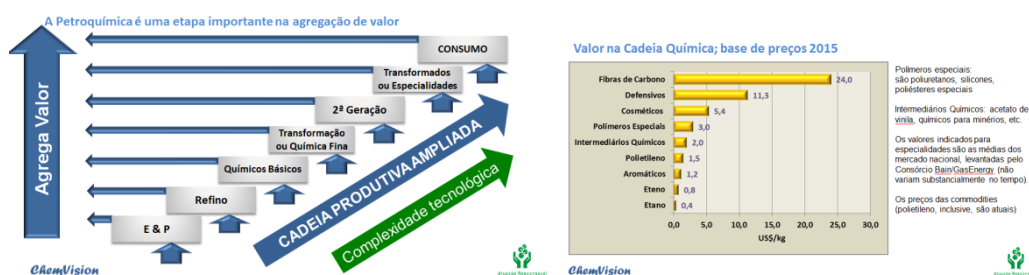 A Petroquímica é uma etapa importante na agregação de valor
Agrega Valor
CONSUMO
Transformados
ou Especialidades
2ª Geração
Transformação
ou Química Fina
Químicos Básicos
Refino
E & P
CADEIA PRODUTIVA AMPLIADA
Complexidade tecnológica
ChemVision
Atuação Responsável
Valor na Cadeia Química; base de preços 2015
Fibras de Carbono 24,0
Defensivos 11,3
Cosméticos 5,4
Polímeros Especiais 3,0
Intermediários Químicos 2,0
Polietileno 1,5
Aromáticos 1,2
Eteno 0,8
Etano 0,4
0,0 5,0 10,0 15,0 20,0 25,0 30,0
US$/kg
Polímeros especiais:
são poliuretanos, silicones,
poliésteres especiais
Intermediários Químicos: acetato de
vinila, químicos para minérios, etc.
Os valores indicados para
especialidades são as médias dos
mercado nacional, levantadas pelo
Consórcio Bain/GasEnergy (não
variam substancialmente no tempo).
Os preços das commodities
(polietileno, inclusive, são atuais)
ChemVision
Atuação Responsável